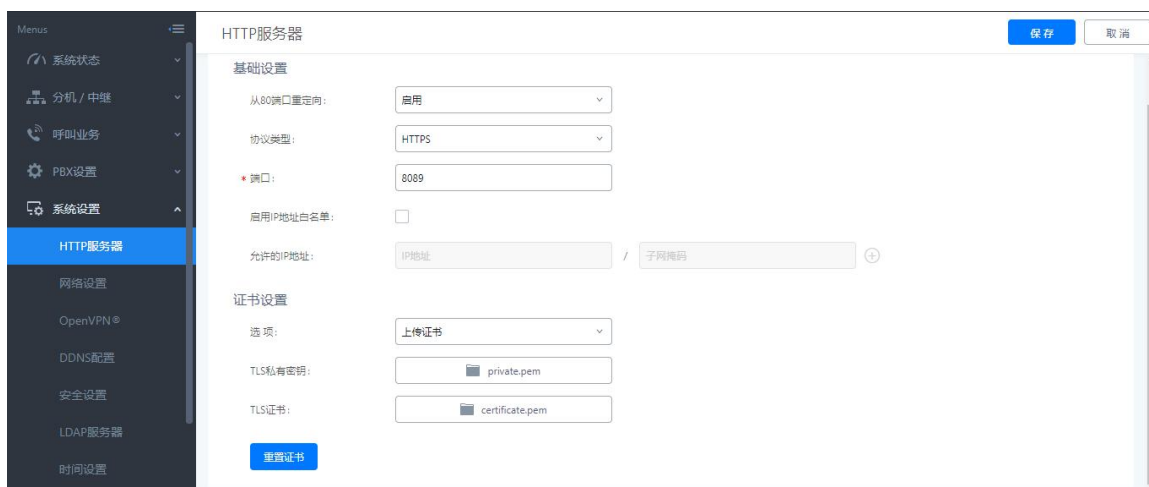 Menus
系统状态
分机 / 中继
呼叫业务
PBX设置
系统设置
HTTP服务器
网络设置
OpenVPN®
DDNS配置
安全设置
LDAP服务器
时间设置
HTTP服务器
保存
取消
基础设置
从80端口重定向:
启用
协议类型:
HTTPS
* 端口:
8089
启用IP地址白名单:
允许的IP地址:
IP地址
/
子网掩码
证书设置
选项:
上传证书
TLS私有密钥:
private.pem
TLS证书:
certificate.pem
重置证书